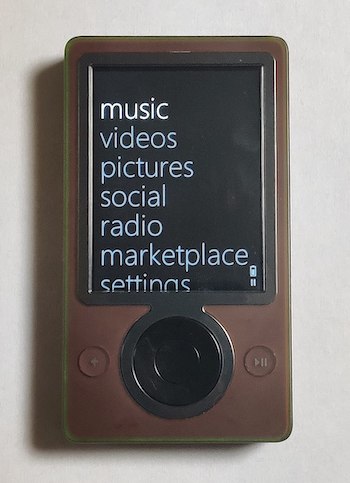 music
videos
pictures
social
radio
marketplace
settings